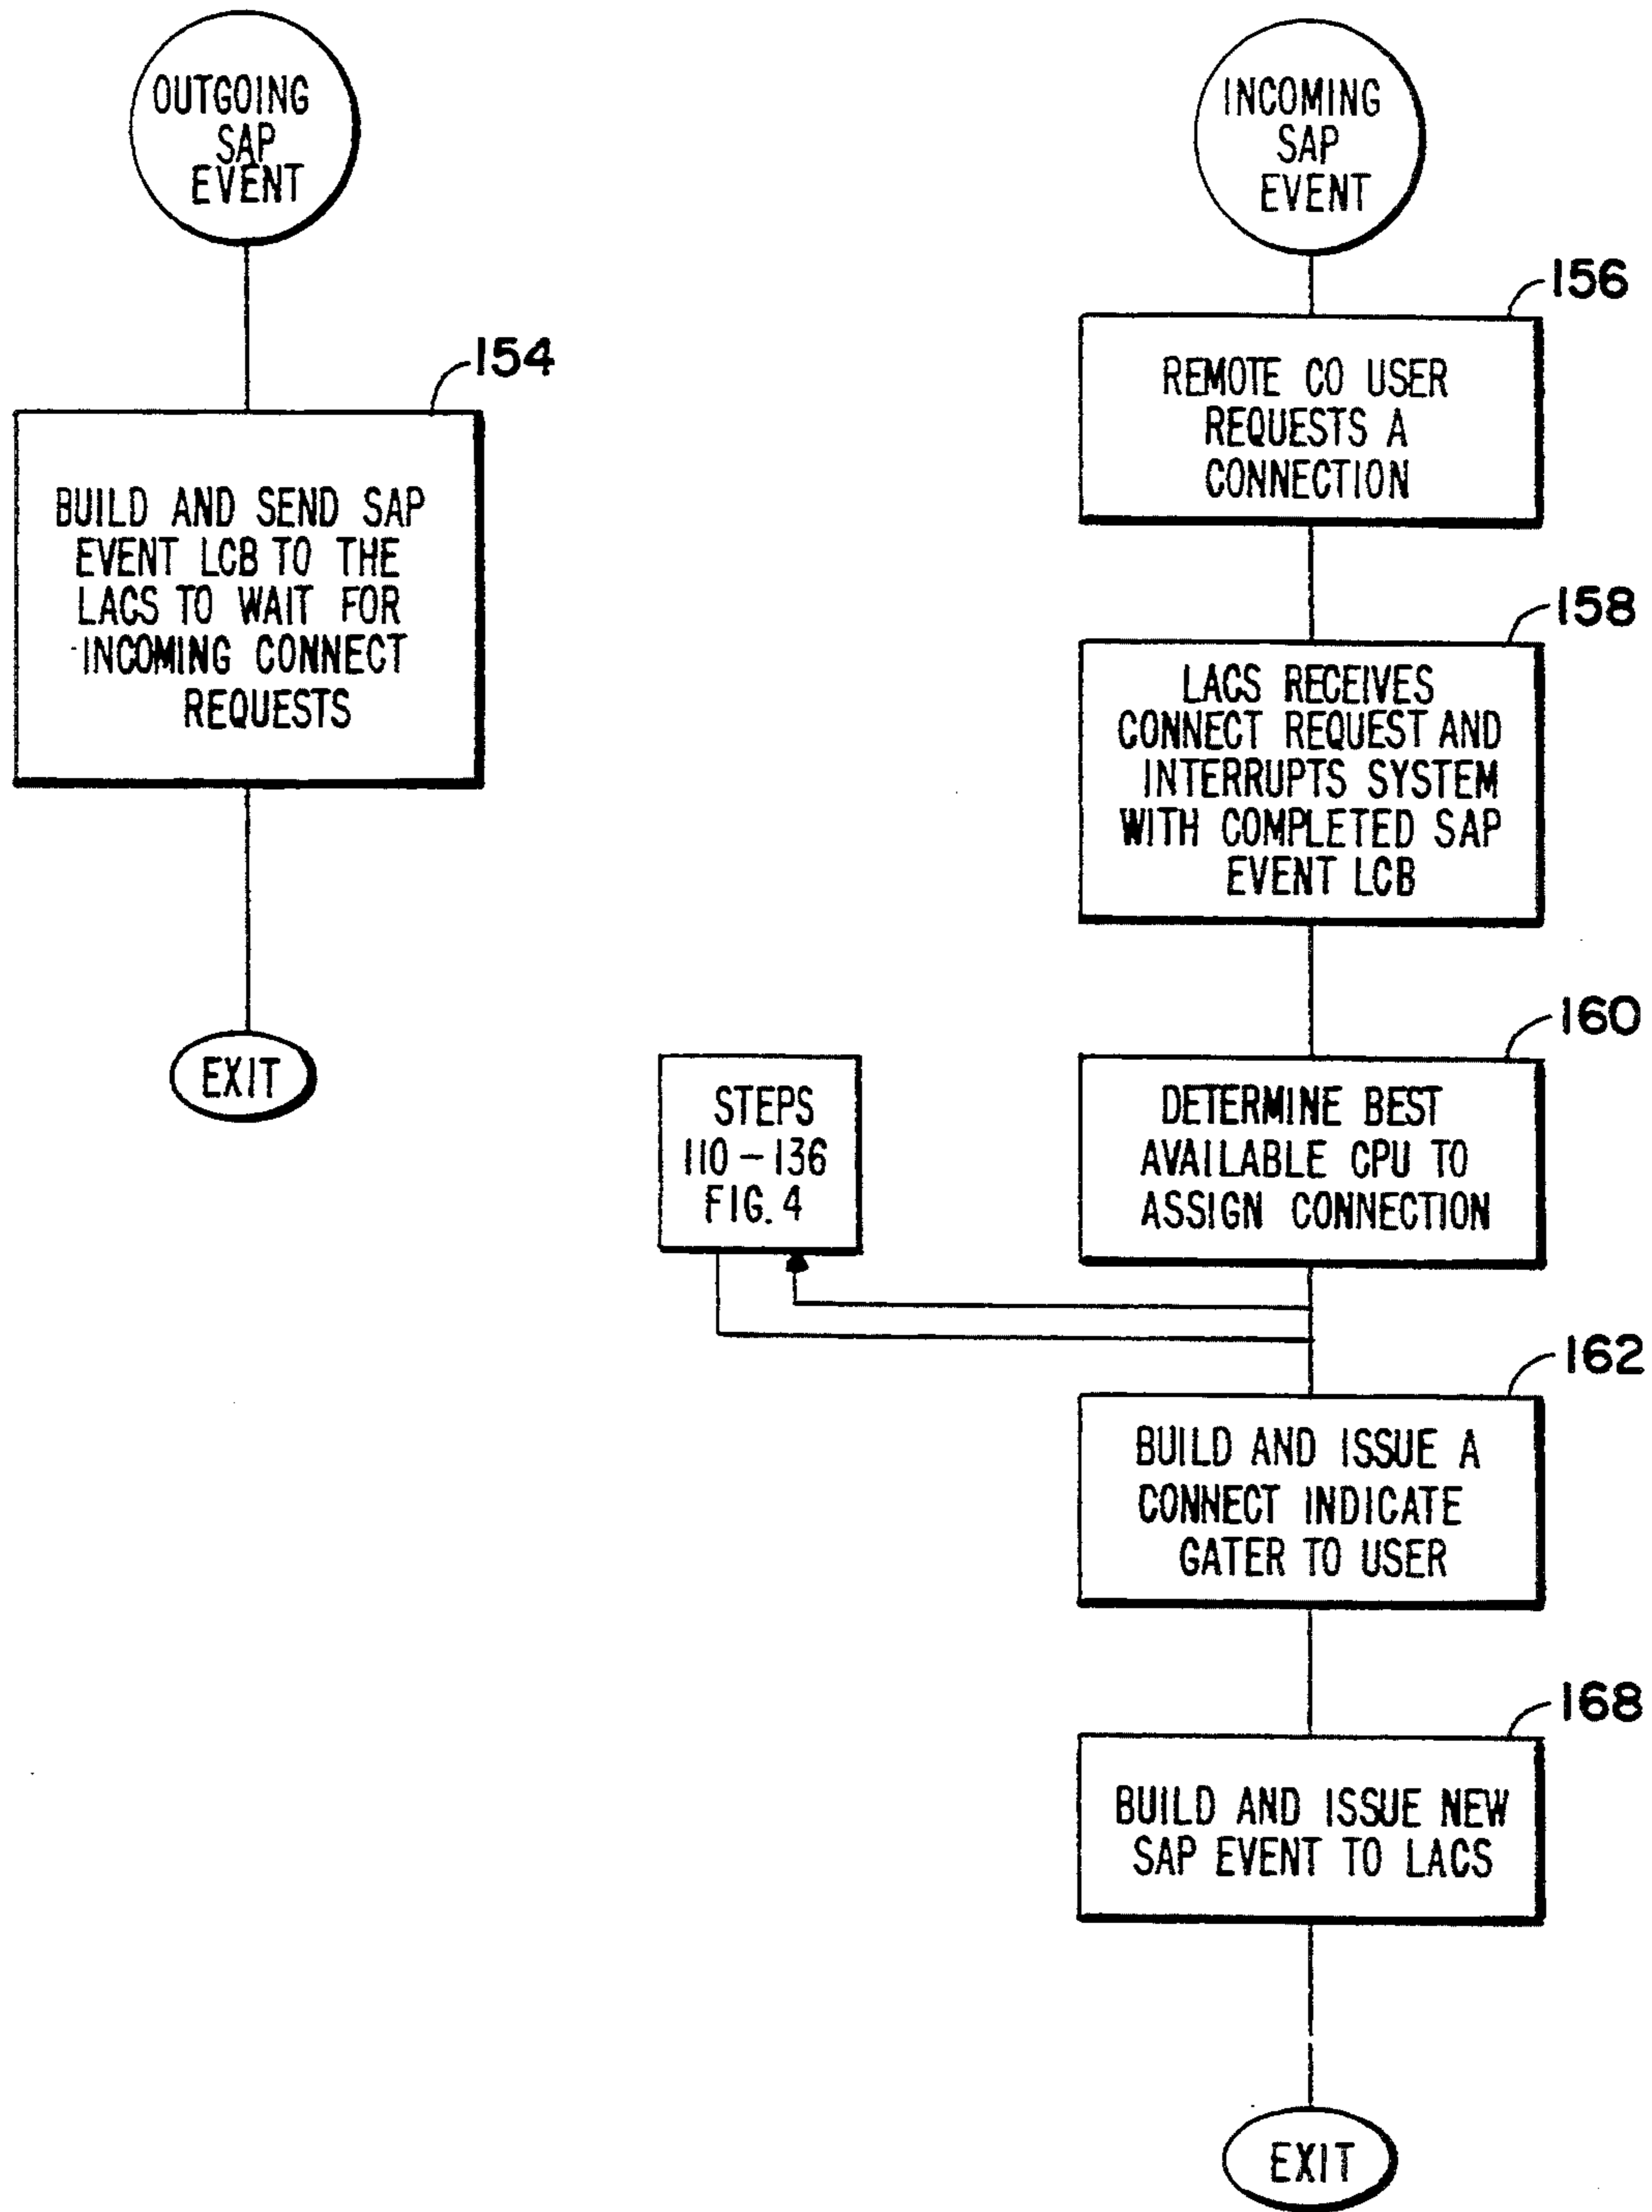 OUTGOING
SAP
EVENT
154
BUILD AND SEND SAP
EVENT LCB TO THE
LACS TO WAIT FOR
INCOMING CONNECT
REQUESTS
EXIT
INCOMING
SAP
EVENT
156
REMOTE CO USER
REQUESTS A
CONNECTION
158
LACS RECEIVES
CONNECT REQUEST AND
INTERRUPTS SYSTEM
WITH COMPLETED SAP
EVENT LCB
160
DETERMINE BEST
AVAILABLE CPU TO
ASSIGN CONNECTION
STEPS
110-136
FIG. 4
162
BUILD AND ISSUE A
CONNECT INDICATE
GATER TO USER
168
BUILD AND ISSUE NEW
SAP EVENT TO LACS
EXIT